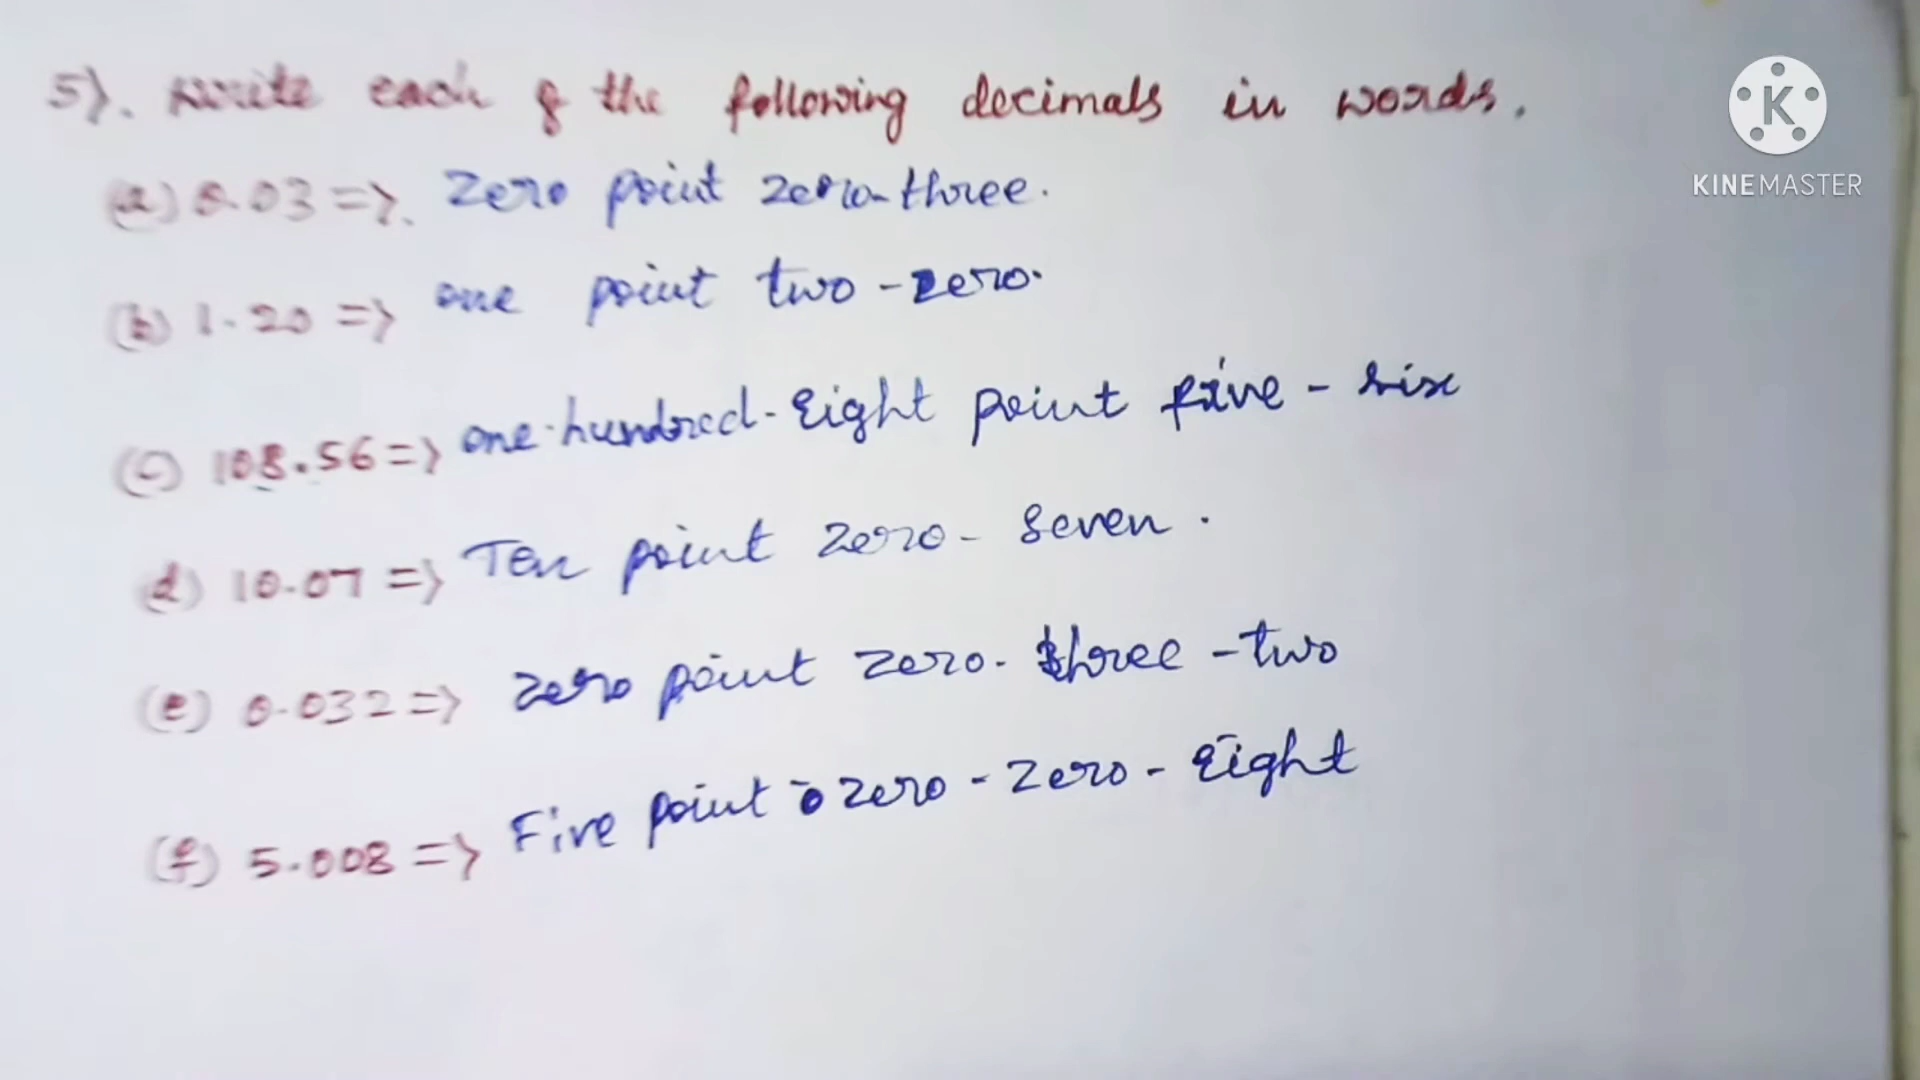 5). Write each of the following decimals in words.
(a) 0.03 =>. Zero point zero-three.
(b) 1.20 => one point two - zero.
(c) 108.56 => one-hundred-Eight point five - six
(d) 10.07 => Ten point zero - seven.
(e) 0.032 => zero point zero-three -two
(f) 5.008 => Five point zero - zero - Eight
K
KINEMASTER